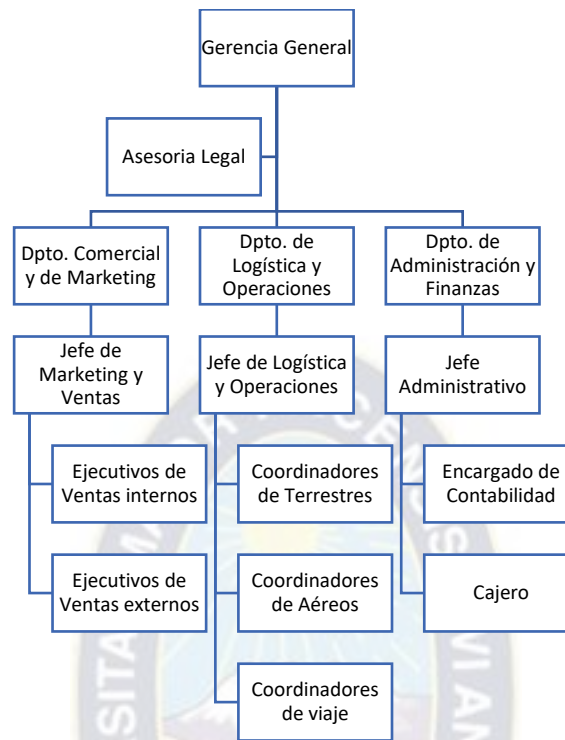 Gerencia General
Asesoria Legal
Dpto. Comercial
y de Marketing
Dpto. de
Logística y
Operaciones
Dpto. de
Administración y
Finanzas
Jefe de
Marketing y
Ventas
Jefe de Logística
y Operaciones
Jefe
Administrativo
Ejecutivos de
Ventas internos
Coordinadores
de Terrestres
Encargado de
Contabilidad
Ejecutivos de
Ventas externos
Coordinadores
de Aéreos
Cajero
Coordinadores
de viaje